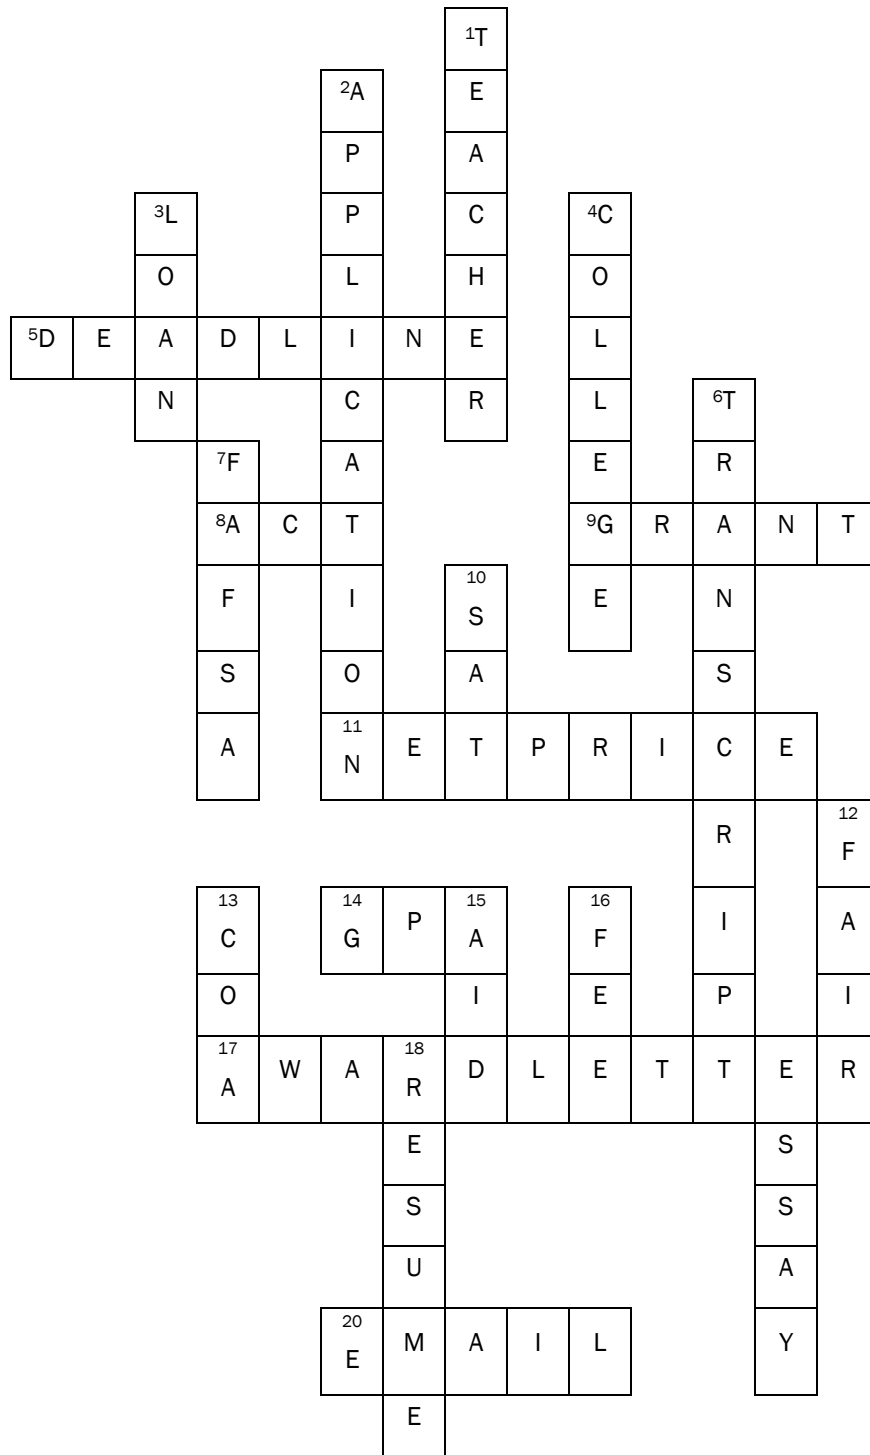 1T
2A E
P A
3L P C 4C
O L H O
5D E A D L I N E L
N C R L 6T
7F A E R
8A C T 9G R A N T
F I 10 S E N
S O A S
A 11 N E T P R I C E
R 12 F
13 C 14 G P 15 A 16 F I A
O I E P I
17 A W A 18 R D L E T T E R
E S
S S
U A
20 E M A I L Y
E